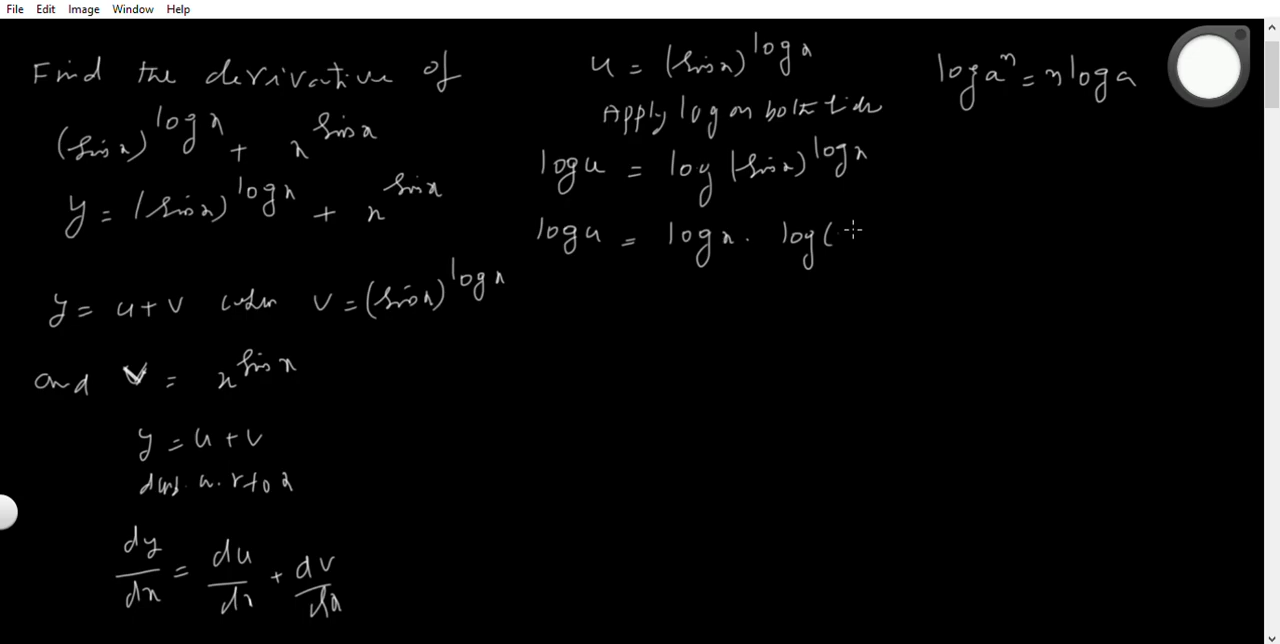 File Edit Image Window Help
Find the derivative of
(sin x)^log x + x^sin x
y = (sin x)^log x + x^sin x
y = u + v when v = (sin x)^log x
and v = x^sin x
y = u + v
w.r to x
dy/dx = du/dx + dv/dx
u = (sin x)^log x
Apply log on both side
log u = log (sin x)^log x
log u = log x . log (
log a^n = n log a